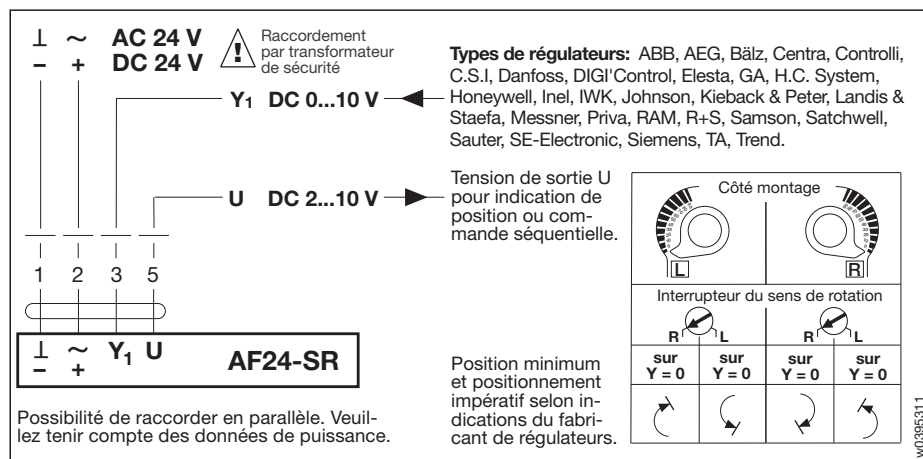 ⊥ ~ AC 24 V
– + DC 24 V
Raccordement
par transformateur
de sécurité
Types de régulateurs: ABB, AEG, Bälz, Centra, Controlli,
C.S.I, Danfoss, DIGI'Control, Elesta, GA, H.C. System,
Honeywell, Inel, IWK, Johnson, Kieback & Peter, Landis &
Staefa, Messner, Priva, RAM, R+S, Samson, Satchwell,
Sauter, SE-Electronic, Siemens, TA, Trend.
Y1 DC 0...10 V
U DC 2...10 V
Tension de sortie U
pour indication de
position ou com-
mande séquentielle.
Côté montage
L R
Interrupteur du sens de rotation
R L R L
sur sur sur sur
Y = 0 Y = 0 Y = 0 Y = 0
1 2 3 5
⊥ ~ Y1 U
– +
AF24-SR
Position minimum
et positionnement
impératif selon in-
dications du fabri-
cant de régulateurs.
Possibilité de raccorder en parallèle. Veuil-
lez tenir compte des données de puissance.
w0395311